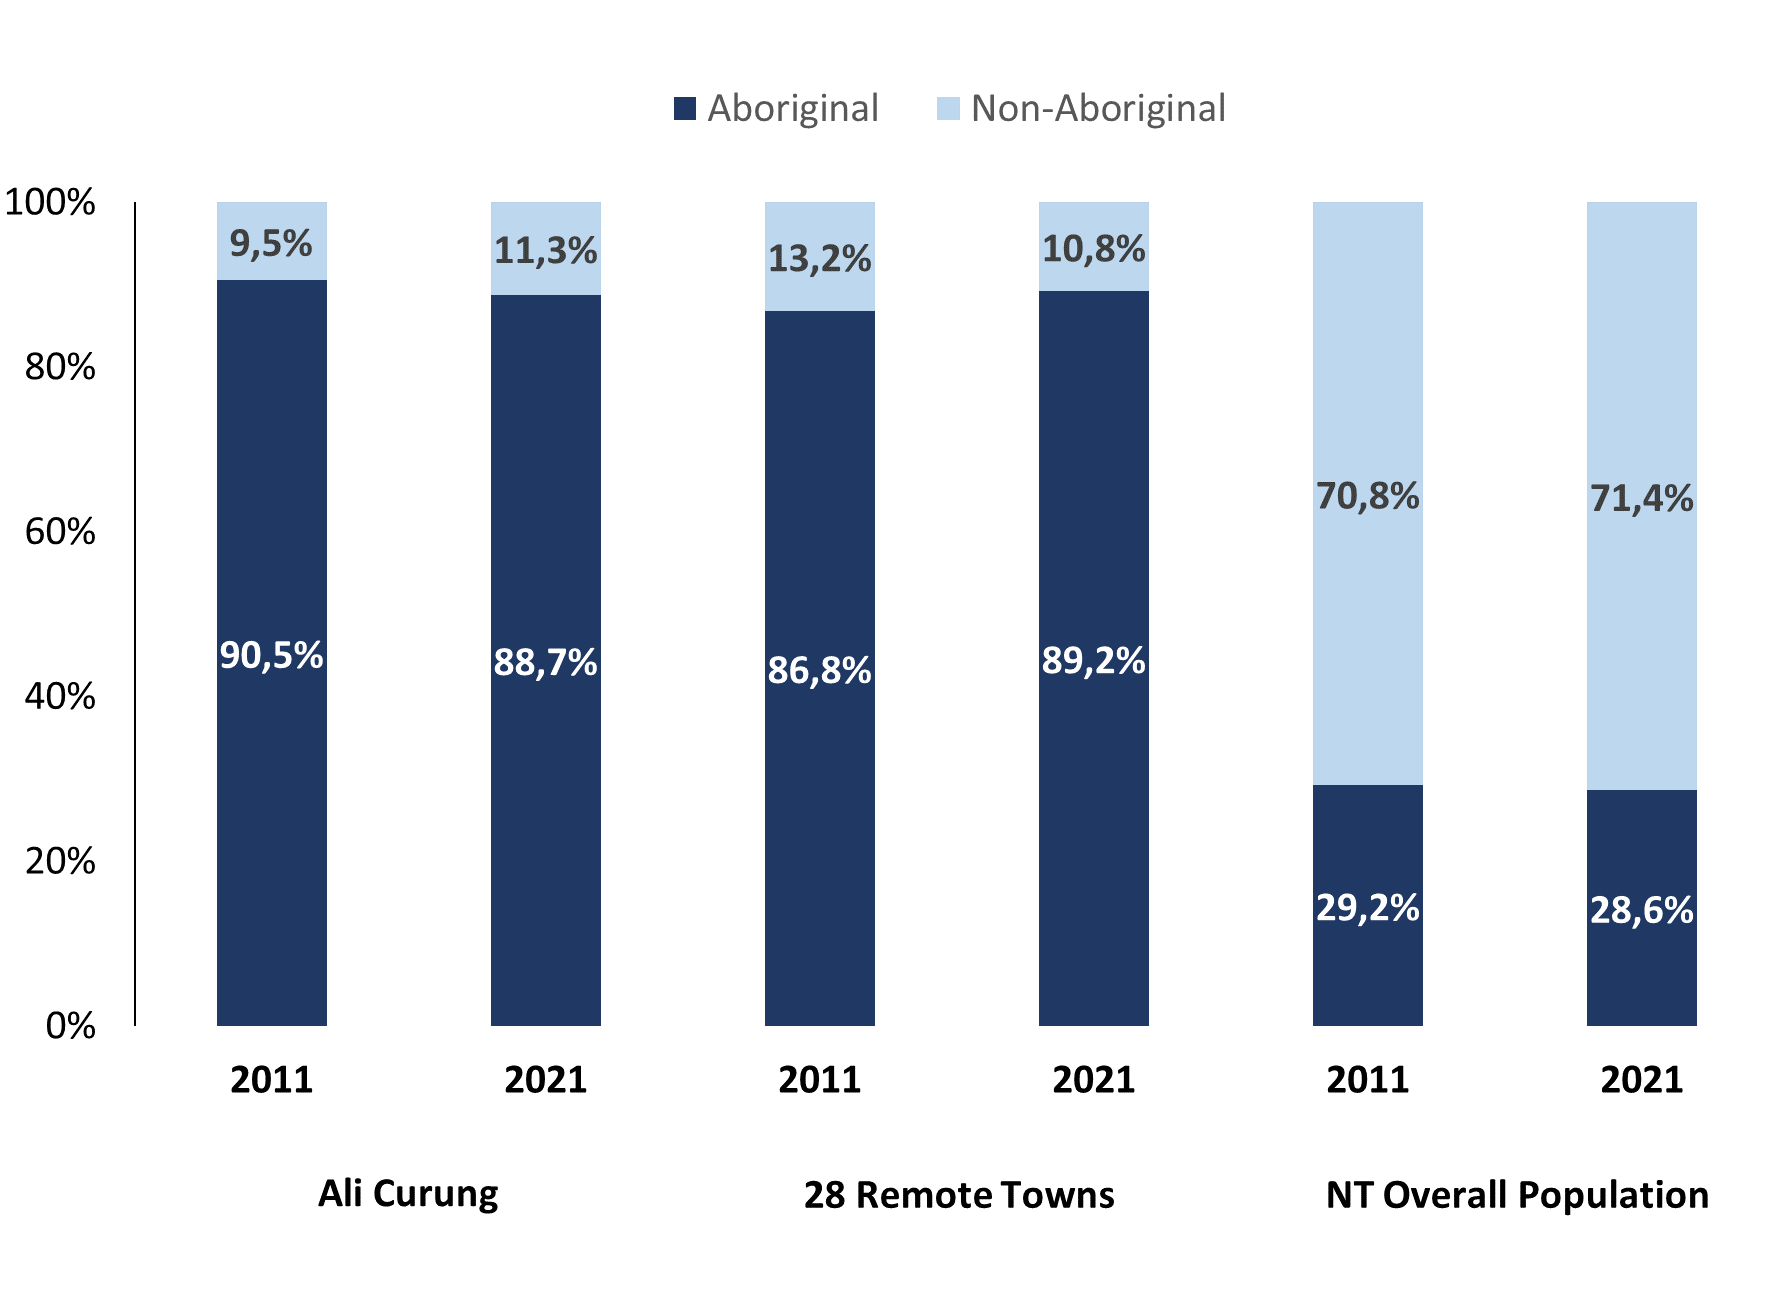 Aboriginal Non-Aboriginal
100%
9,5% 11,3% 13,2% 10,8%
80%
70,8% 71,4%
60%
90,5% 88,7% 86,8% 89,2%
40%
20%
29,2% 28,6%
0%
2011 2021 2011 2021 2011 2021
Ali Curung 28 Remote Towns NT Overall Population